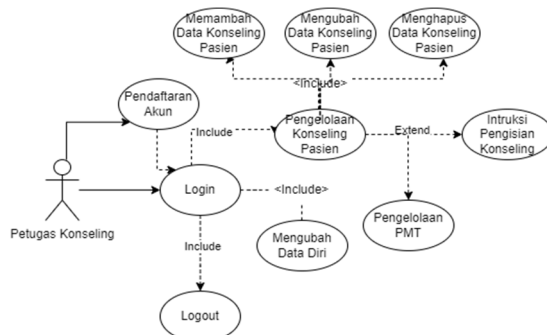 Memambah
Data Konseling
Pasien
Mengubah
Data Konseling
Pasien
Menghapus
Data Konseling
Pasien
<Include>
Pendaftaran
Akun
Include
Pengelolaan
Konseling
Pasien
Extend
Intruksi
Pengisian
Konseling
Login
<Include>
Petugas Konseling
Include
Mengubah
Data Diri
Pengelolaan
PMT
Logout